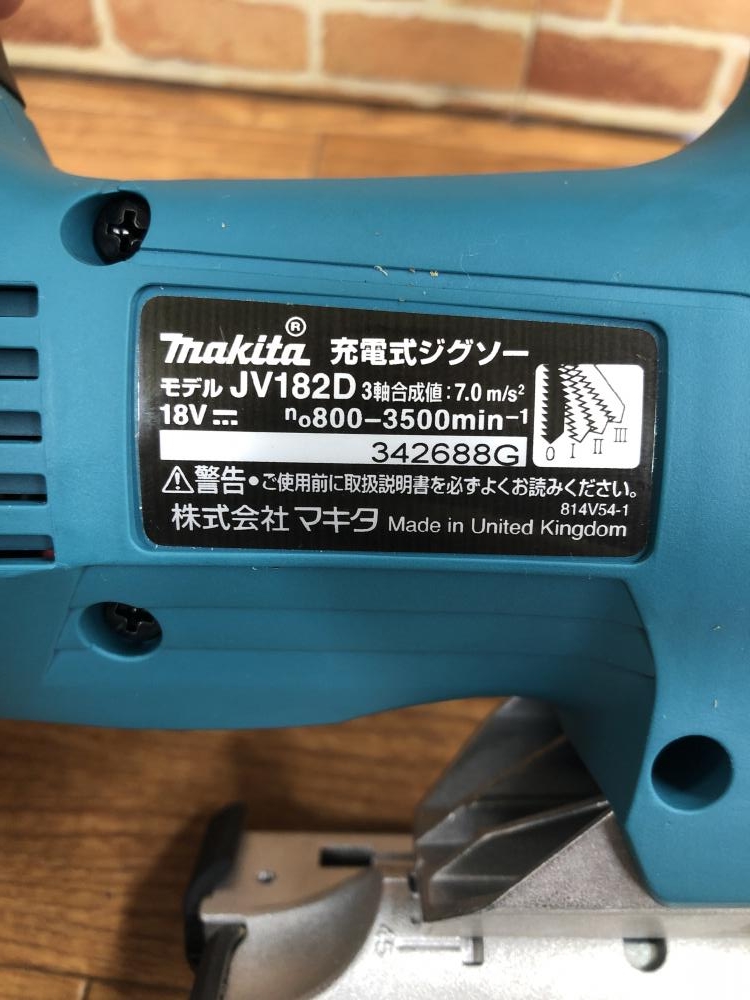 makita® 充電式ジグソー
モデル JV182D 3軸合成値:7.0 m/s²
18V⎓ n₀800-3500min⁻¹
342688G
0 I II III
⚠警告•ご使用前に取扱説明書を必ずよくお読みください。
814V54-1
株式会社 マキタ Made in United Kingdom
45